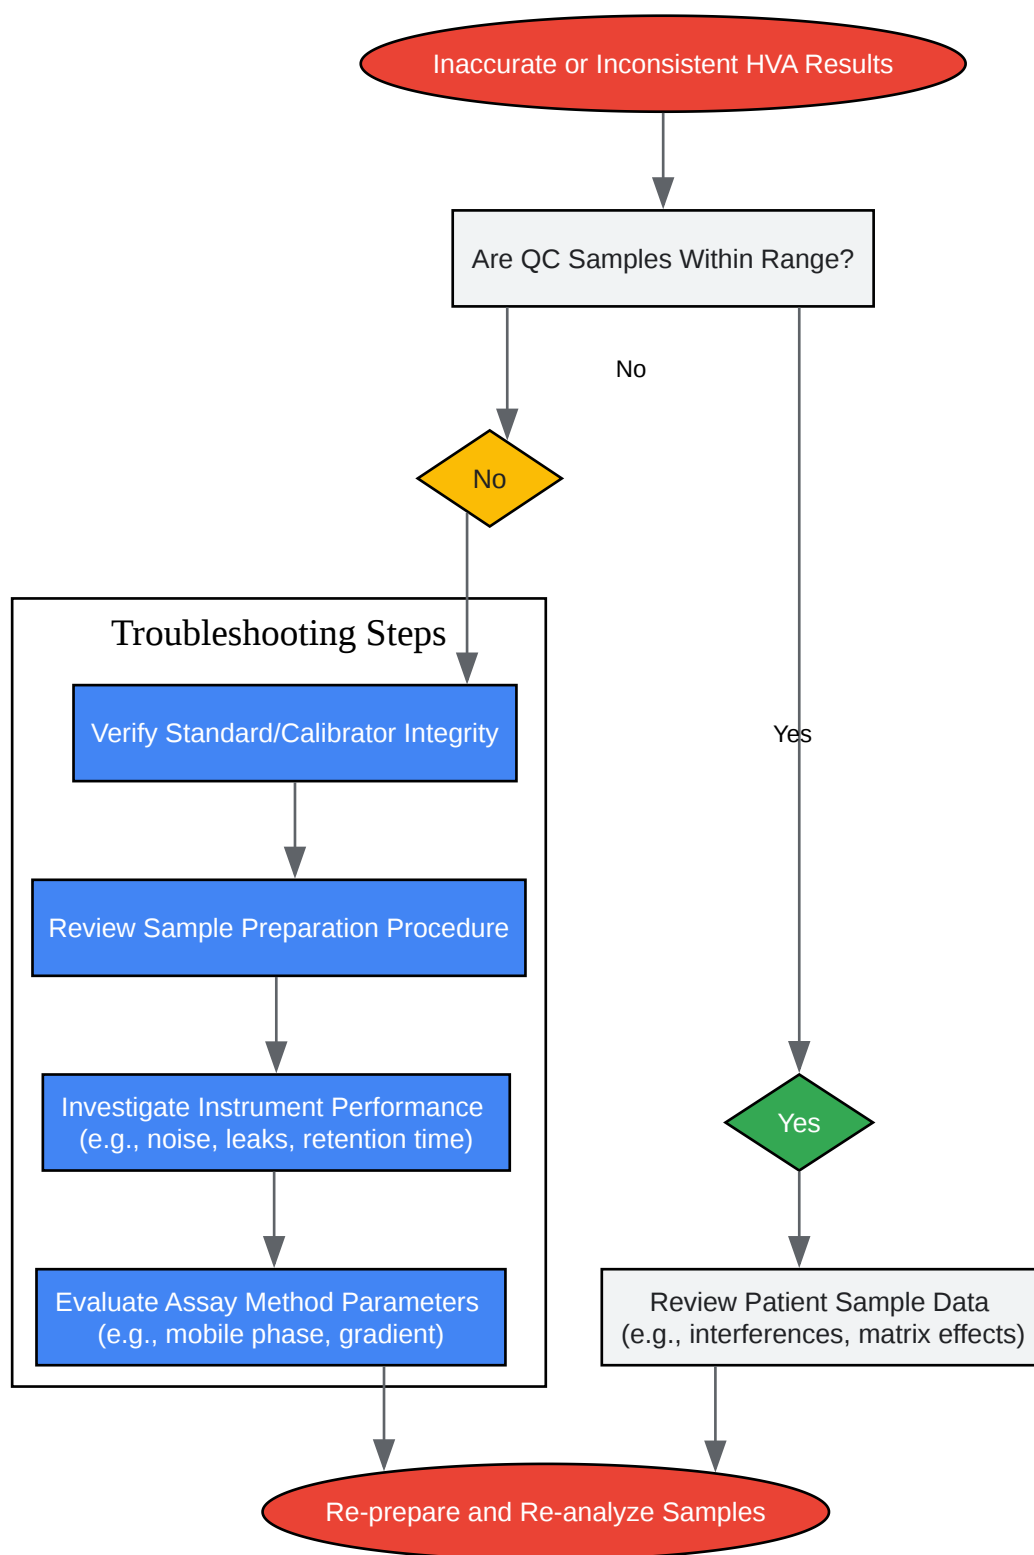 Inaccurate or Inconsistent HVA Results
Are QC Samples Within Range?
No
No
Troubleshooting Steps
Verify Standard/Calibrator Integrity
Yes
Review Sample Preparation Procedure
Investigate Instrument Performance
(e.g., noise, leaks, retention time)
Yes
Evaluate Assay Method Parameters
(e.g., mobile phase, gradient)
Review Patient Sample Data
(e.g., interferences, matrix effects)
Re-prepare and Re-analyze Samples